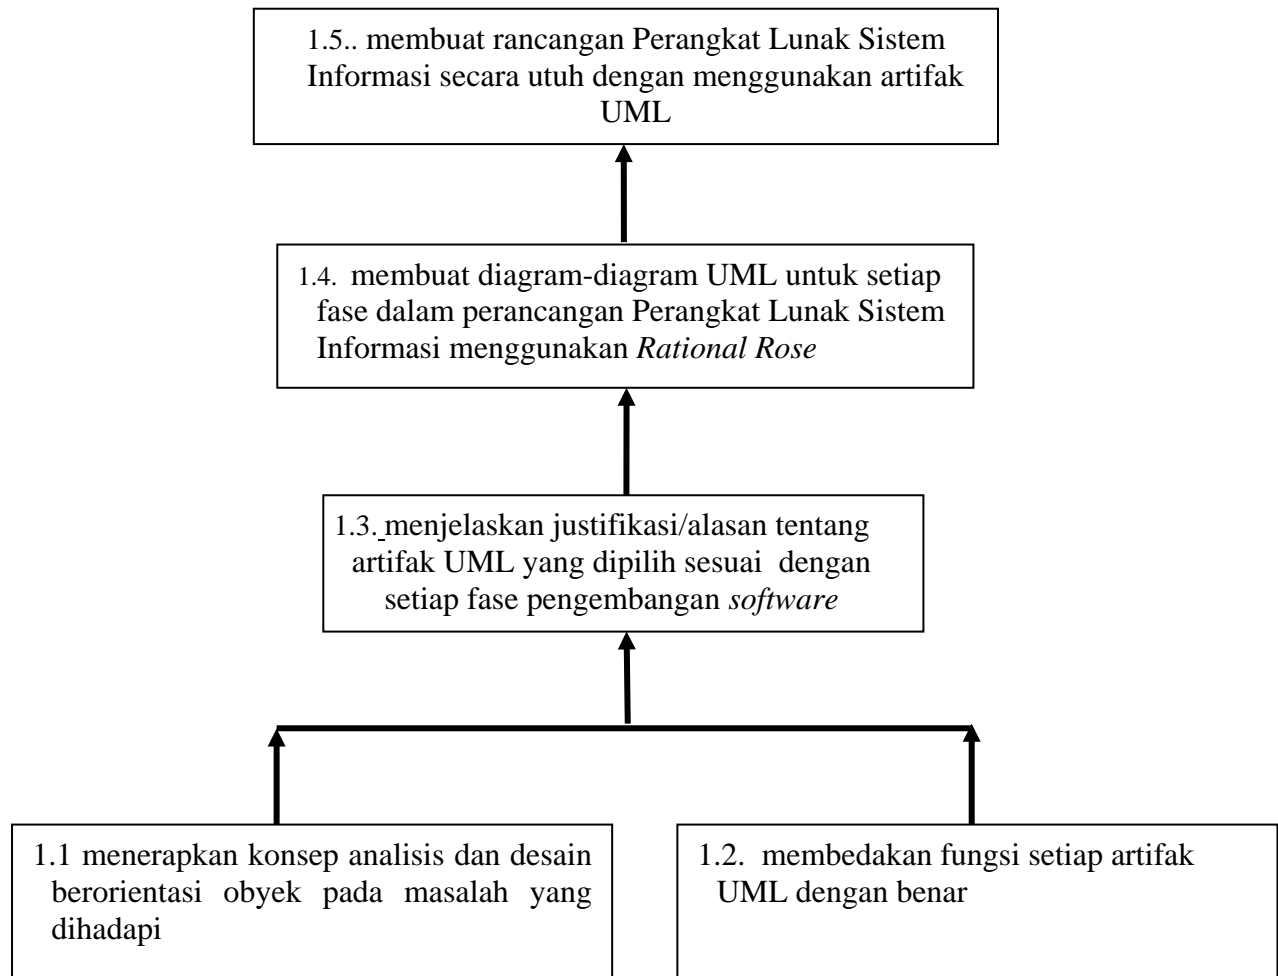 1.5.. membuat rancangan Perangkat Lunak Sistem
Informasi secara utuh dengan menggunakan artifak
UML
1.4. membuat diagram-diagram UML untuk setiap
fase dalam perancangan Perangkat Lunak Sistem
Informasi menggunakan Rational Rose
1.3. menjelaskan justifikasi/alasan tentang
artifak UML yang dipilih sesuai dengan
setiap fase pengembangan software
1.1 menerapkan konsep analisis dan desain
berorientasi obyek pada masalah yang
dihadapi
1.2. membedakan fungsi setiap artifak
UML dengan benar